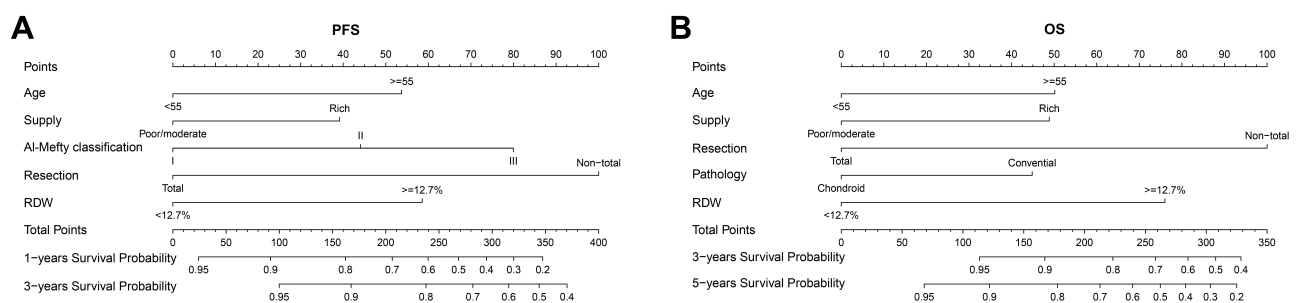 A PFS
0 10 20 30 40 50 60 70 80 90 100
Points
>=55
Age
<55
Rich
Supply
Poor/moderate
II
Al-Mefty classification
I III
Non-total
Resection
Total
>=12.7%
RDW
<12.7%
Total Points
0 50 100 150 200 250 300 350 400
1-years Survival Probability
0.95 0.9 0.8 0.7 0.6 0.5 0.4 0.3 0.2
3-years Survival Probability
0.95 0.9 0.8 0.7 0.6 0.5 0.4
B OS
0 10 20 30 40 50 60 70 80 90 100
Points
>=55
Age
<55
Rich
Supply
Poor/moderate
Non-total
Resection
Total
Convential
Pathology
Chondroid
>=12.7%
RDW
<12.7%
Total Points
0 50 100 150 200 250 300 350
3-years Survival Probability
0.95 0.9 0.8 0.7 0.6 0.5 0.4
5-years Survival Probability
0.95 0.9 0.8 0.7 0.6 0.5 0.4 0.3 0.2